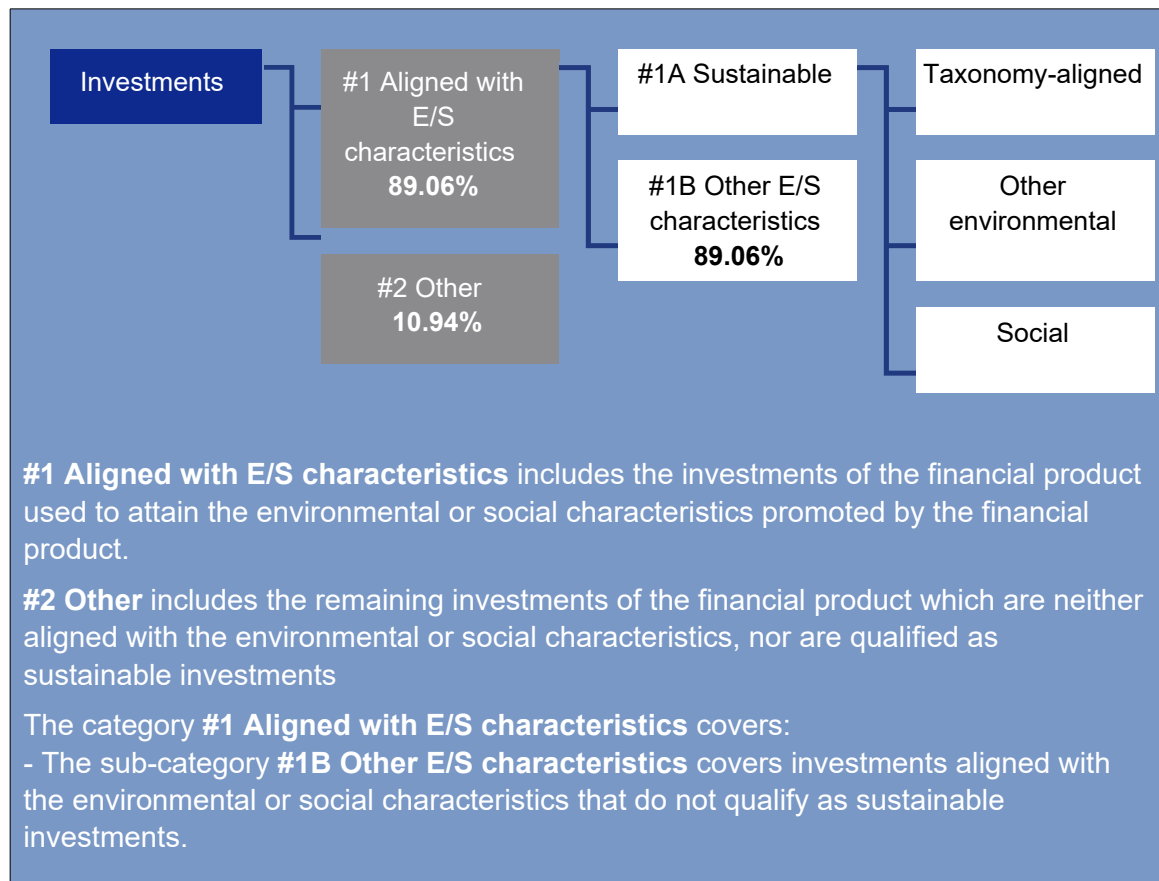 Investments
#1 Aligned with
E/S
characteristics
89.06%
#2 Other
10.94%
#1A Sustainable
#1B Other E/S
characteristics
89.06%
Taxonomy-aligned
Other
environmental
Social
#1 Aligned with E/S characteristics includes the investments of the financial product
used to attain the environmental or social characteristics promoted by the financial
product.
#2 Other includes the remaining investments of the financial product which are neither
aligned with the environmental or social characteristics, nor are qualified as
sustainable investments
The category #1 Aligned with E/S characteristics covers:
- The sub-category #1B Other E/S characteristics covers investments aligned with
the environmental or social characteristics that do not qualify as sustainable
investments.